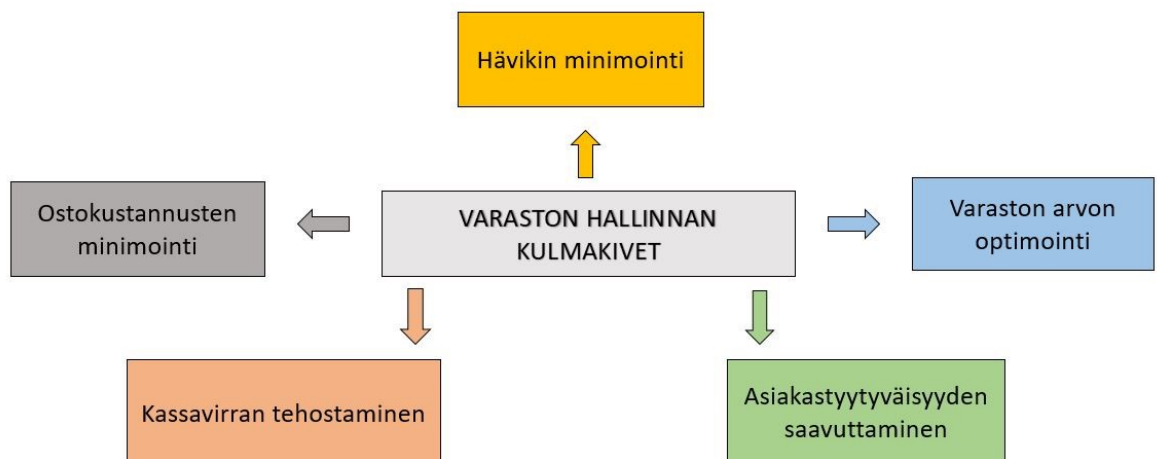 Hävikin minimointi
Ostokustannusten
minimointi
VARASTON HALLINNAN
KULMAKIVET
Varaston arvon
optimointi
Kassavirran tehostaminen
Asiakastyytyväisyyden
saavuttaminen